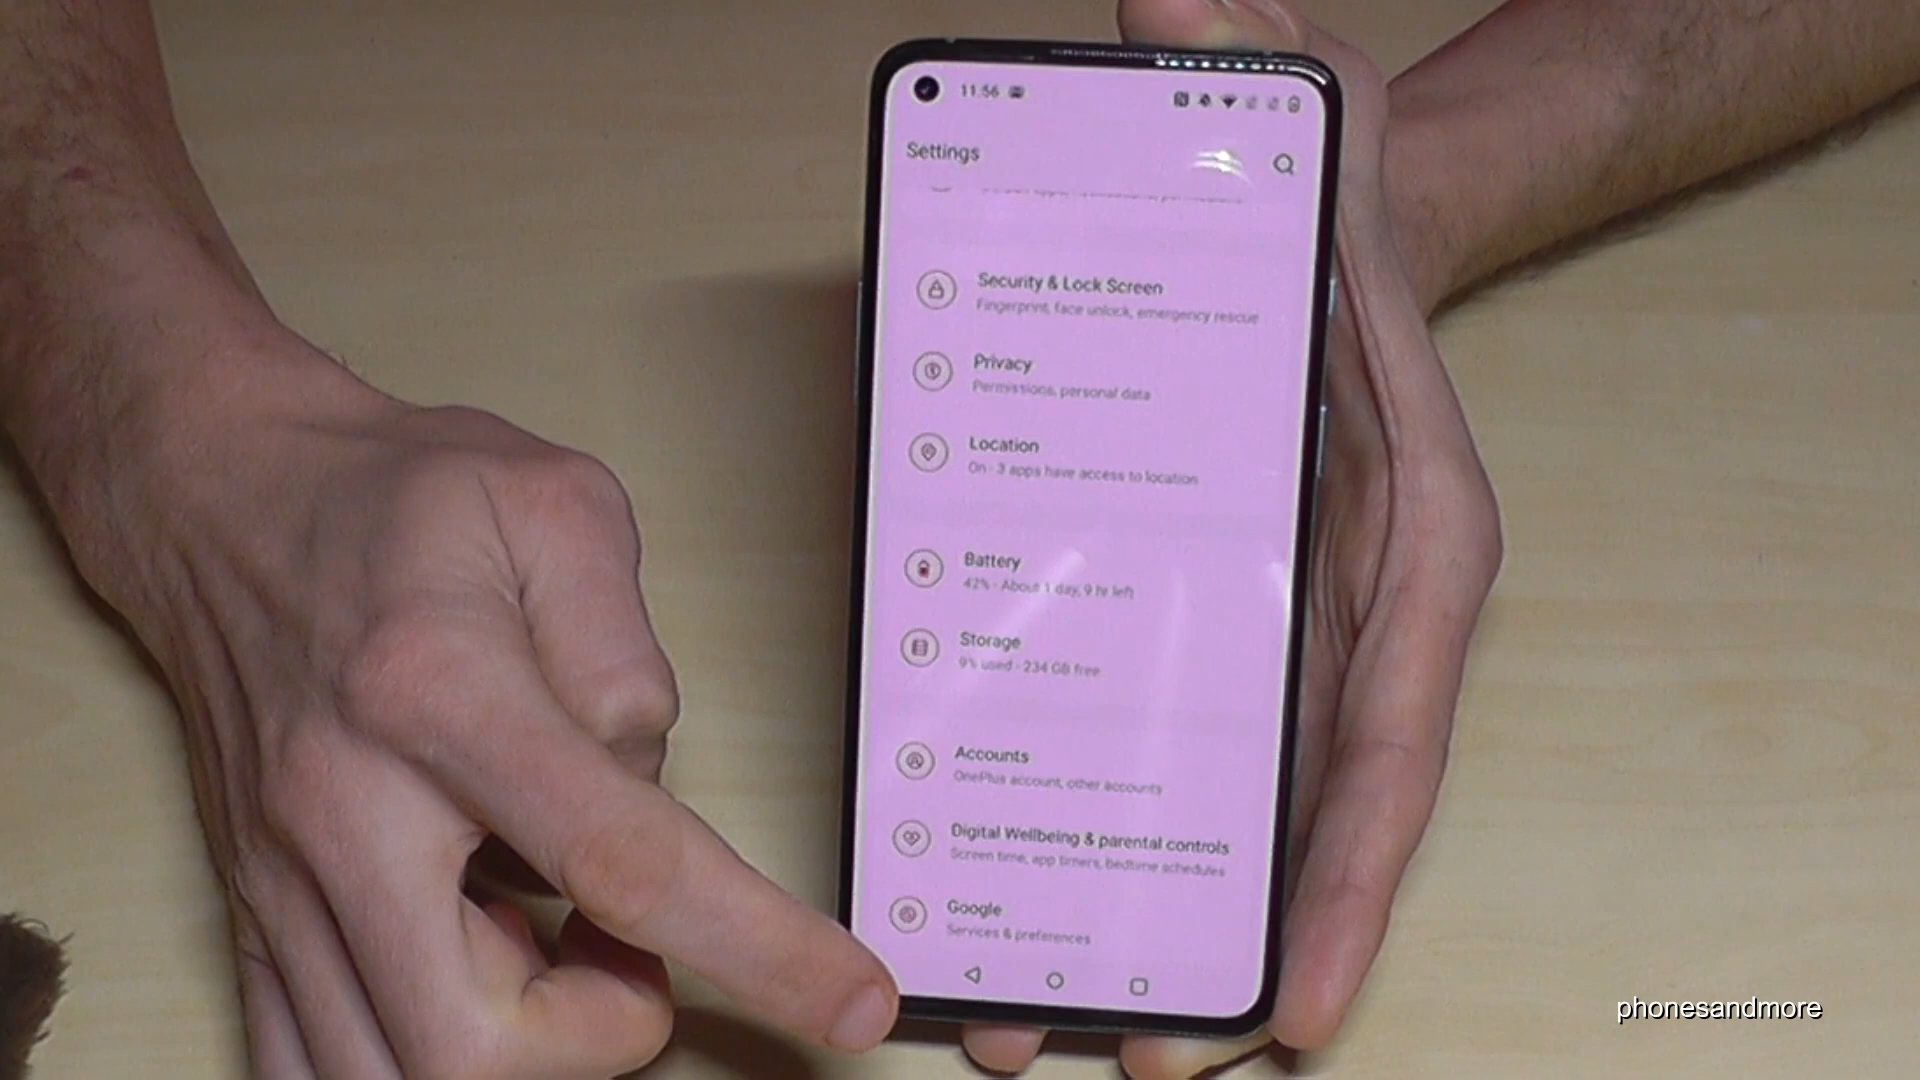 11:56
Settings
Security & Lock Screen
Fingerprint, face unlock, emergency rescue
Privacy
Permissions, personal data
Location
On - 3 apps have access to location
Battery
42% - About 1 day, 9 hr left
Storage
9% used - 234 GB free
Accounts
OnePlus account, other accounts
Digital Wellbeing & parental controls
Screen time, app timers, bedtime schedules
Google
Services & preferences
phonesandmore